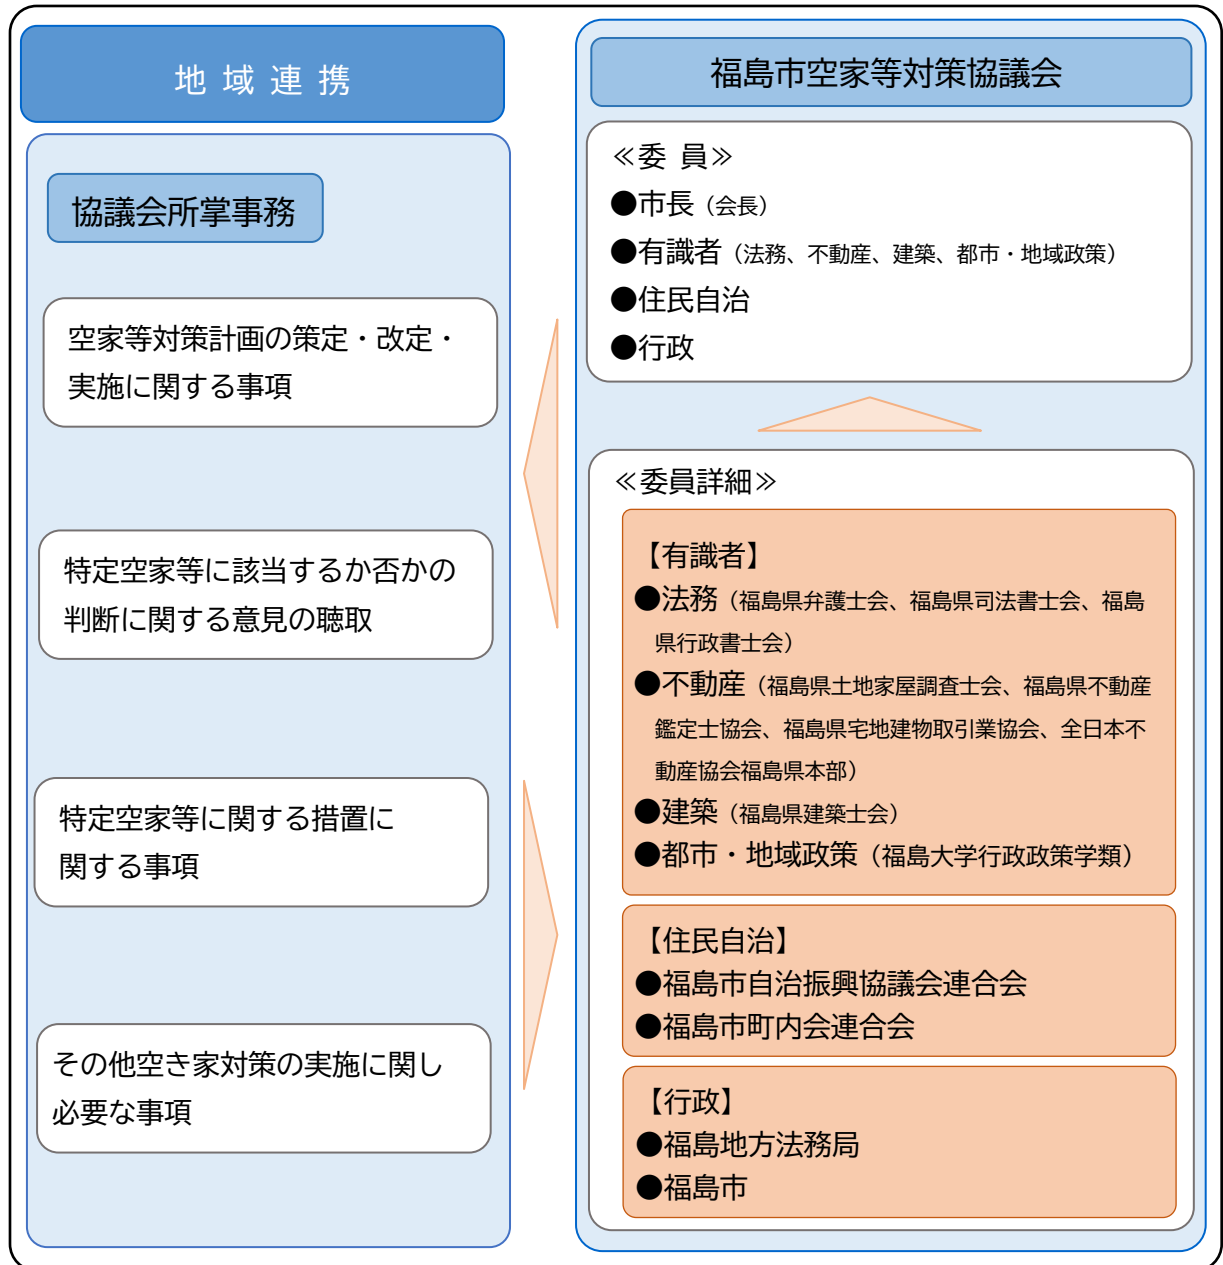 地域連携
協議会所掌事務
空家等対策計画の策定・改定・
実施に関する事項
特定空家等に該当するか否かの
判断に関する意見の聴取
特定空家等に関する措置に
関する事項
その他空き家対策の実施に関し
必要な事項
福島市空家等対策協議会
≪委 員≫
●市長（会長）
●有識者（法務、不動産、建築、都市・地域政策）
●住民自治
●行政
≪委員詳細≫
【有識者】
●法務（福島県弁護士会、福島県司法書士会、福島
県行政書士会）
●不動産（福島県土地家屋調査士会、福島県不動産
鑑定士協会、福島県宅地建物取引業協会、全日本不
動産協会福島県本部）
●建築（福島県建築士会）
●都市・地域政策（福島大学行政政策学類）
【住民自治】
●福島市自治振興協議会連合会
●福島市町内会連合会
【行政】
●福島地方法務局
●福島市